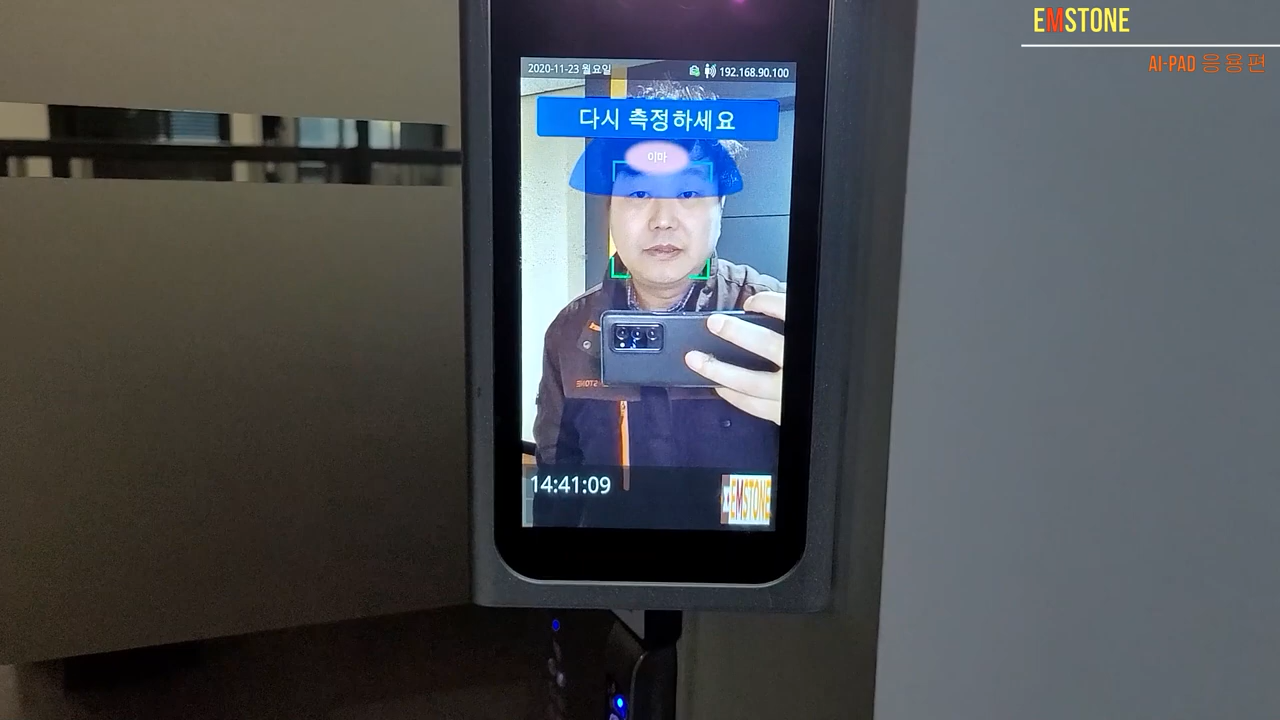 EMSTONE
AI-PAD 응용편
2020-11-23 월요일
192.168.90.100
다시 측정하세요
이마
14:41:09
EMSTONE